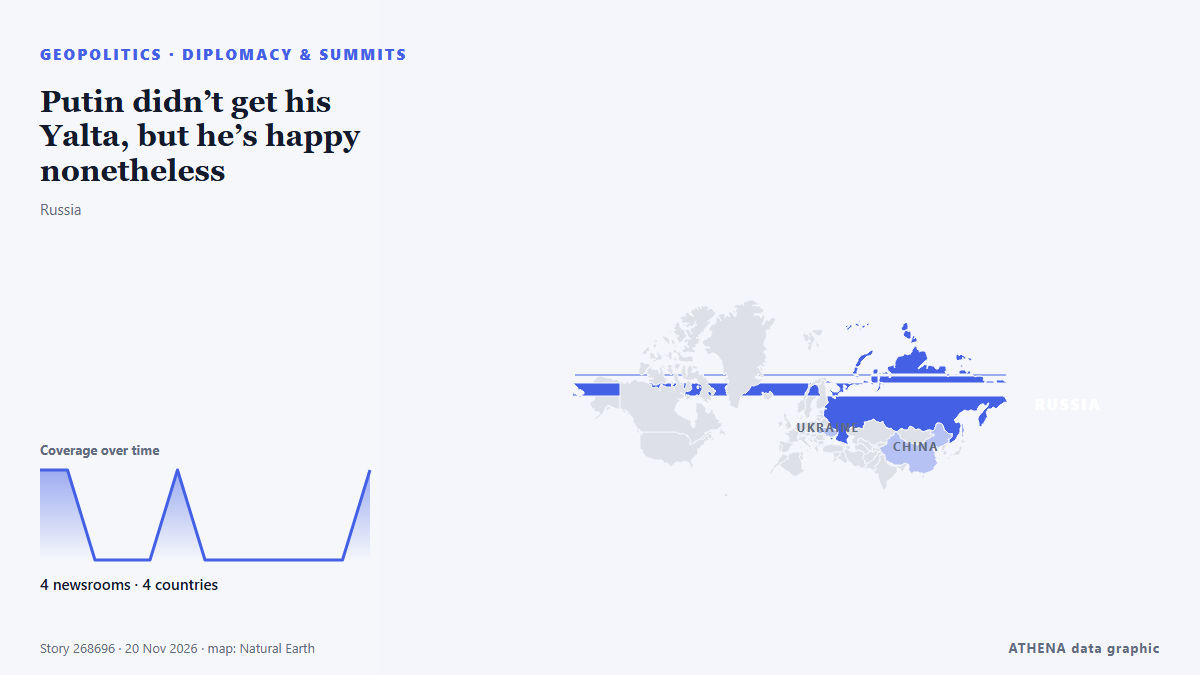 GEOPOLITICS · DIPLOMACY & SUMMITS
Putin didn’t get his
Yalta, but he’s happy
nonetheless
Russia
RUSSIA
UKRAINE
CHINA
Coverage over time
4 newsrooms · 4 countries
Story 268696 · 20 Nov 2026 · map: Natural Earth
ATHENA data graphic